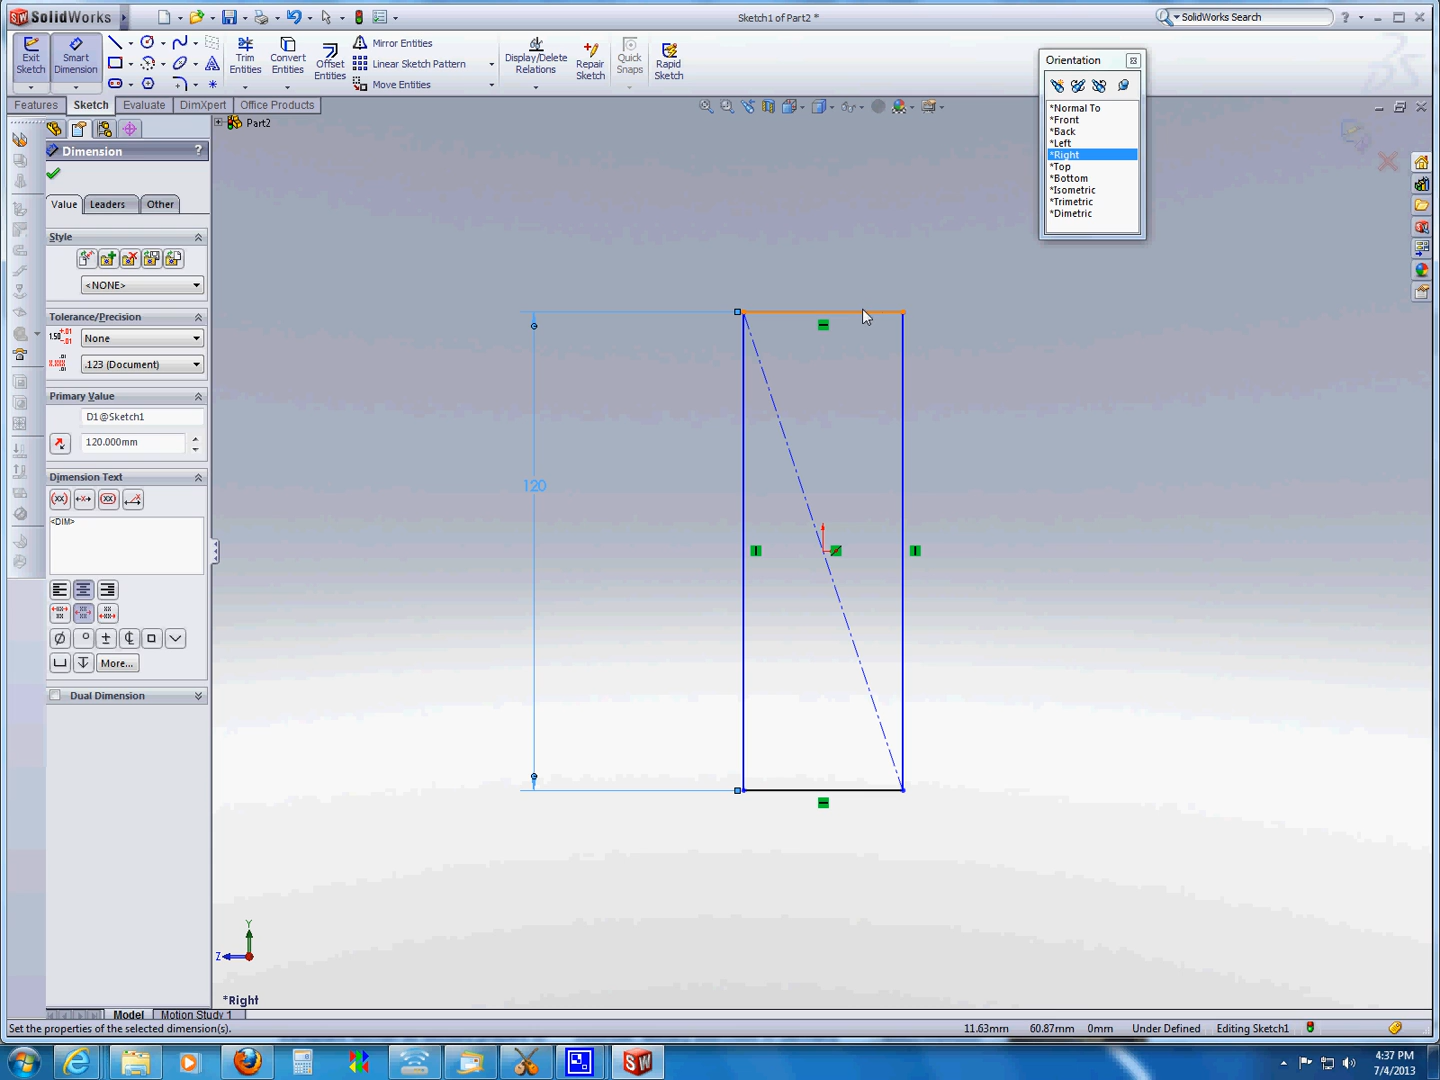 SolidWorks
Sketch1 of Part2 *
SolidWorks Search
Exit Sketch
Smart Dimension
Trim Entities
Convert Entities
Offset Entities
Mirror Entities
Linear Sketch Pattern
Move Entities
Display/Delete Relations
Repair Sketch
Quick Snaps
Rapid Sketch
Features
Sketch
Evaluate
DimXpert
Office Products
Part2
Orientation
*Normal To
*Front
*Back
*Left
*Right
*Top
*Bottom
*Isometric
*Trimetric
*Dimetric
Dimension
?
Value
Leaders
Other
Style
<NONE>
Tolerance/Precision
None
.123 (Document)
Primary Value
D1@Sketch1
120.000mm
Dimension Text
<DIM>
More...
Dual Dimension
120
Y
Z
*Right
Model
Motion Study 1
Set the properties of the selected dimension(s).
11.63mm
60.87mm
0mm
Under Defined
Editing Sketch1
4:37 PM
7/4/2013